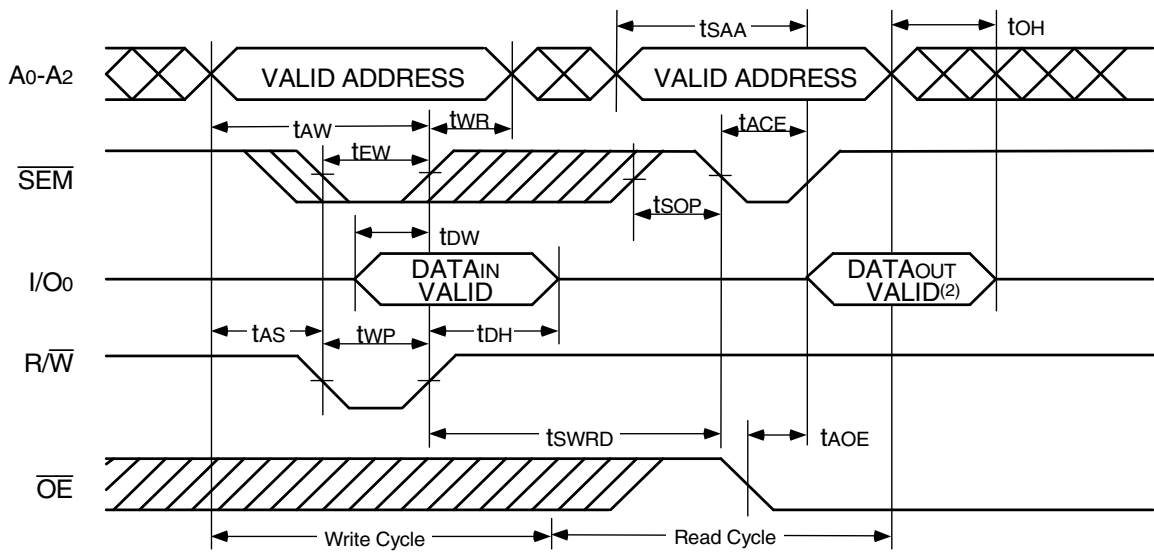 tSAA tOH
A0-A2 VALID ADDRESS VALID ADDRESS
tAW tWR tACE
tEW
SEM
tSOP
tDW
I/O0 DATAIN VALID DATAOUT VALID(2)
tAS tWP tDH
R/W
tSWRD tAOE
OE
Write Cycle Read Cycle